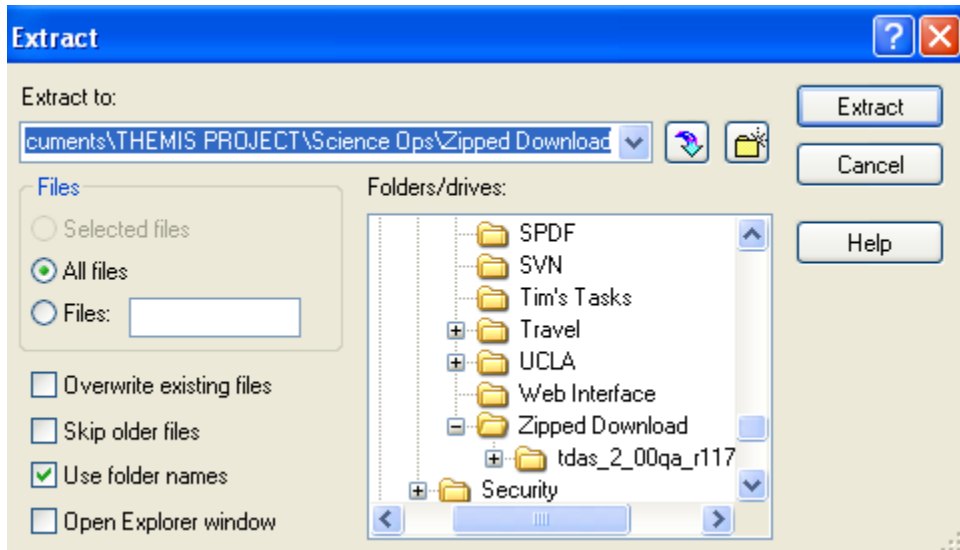 Extract
Extract to:
cuments\THEMIS PROJECT\Science Ops\Zipped Download
Files
Selected files
All files
Files:
Overwrite existing files
Skip older files
Use folder names
Open Explorer window
Folders/drives:
SPDF
SVN
Tim's Tasks
Travel
UCLA
Web Interface
Zipped Download
tdas_2_00qa_r117
Security
Extract
Cancel
Help